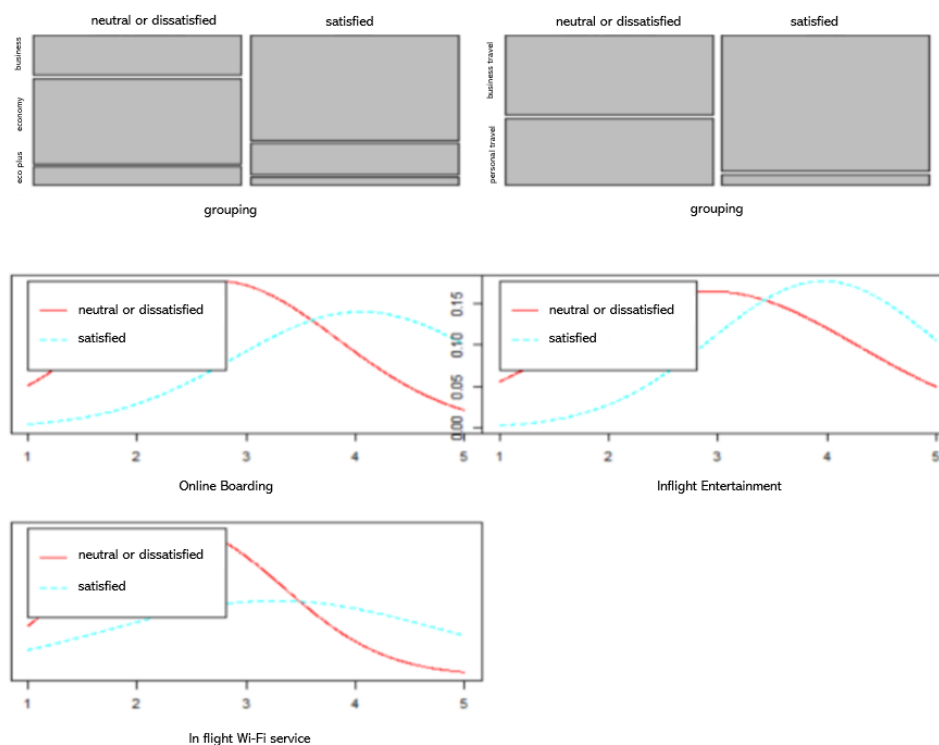 neutral or dissatisfied satisfied
business
economy
eco plus
grouping
neutral or dissatisfied satisfied
business travel
personal travel
grouping
neutral or dissatisfied
satisfied
1 2 3 4 5
Online Boarding
0.15
0.10
0.05
0.00
neutral or dissatisfied
satisfied
1 2 3 4 5
Inflight Entertainment
neutral or dissatisfied
satisfied
1 2 3 4 5
In flight Wi-Fi service